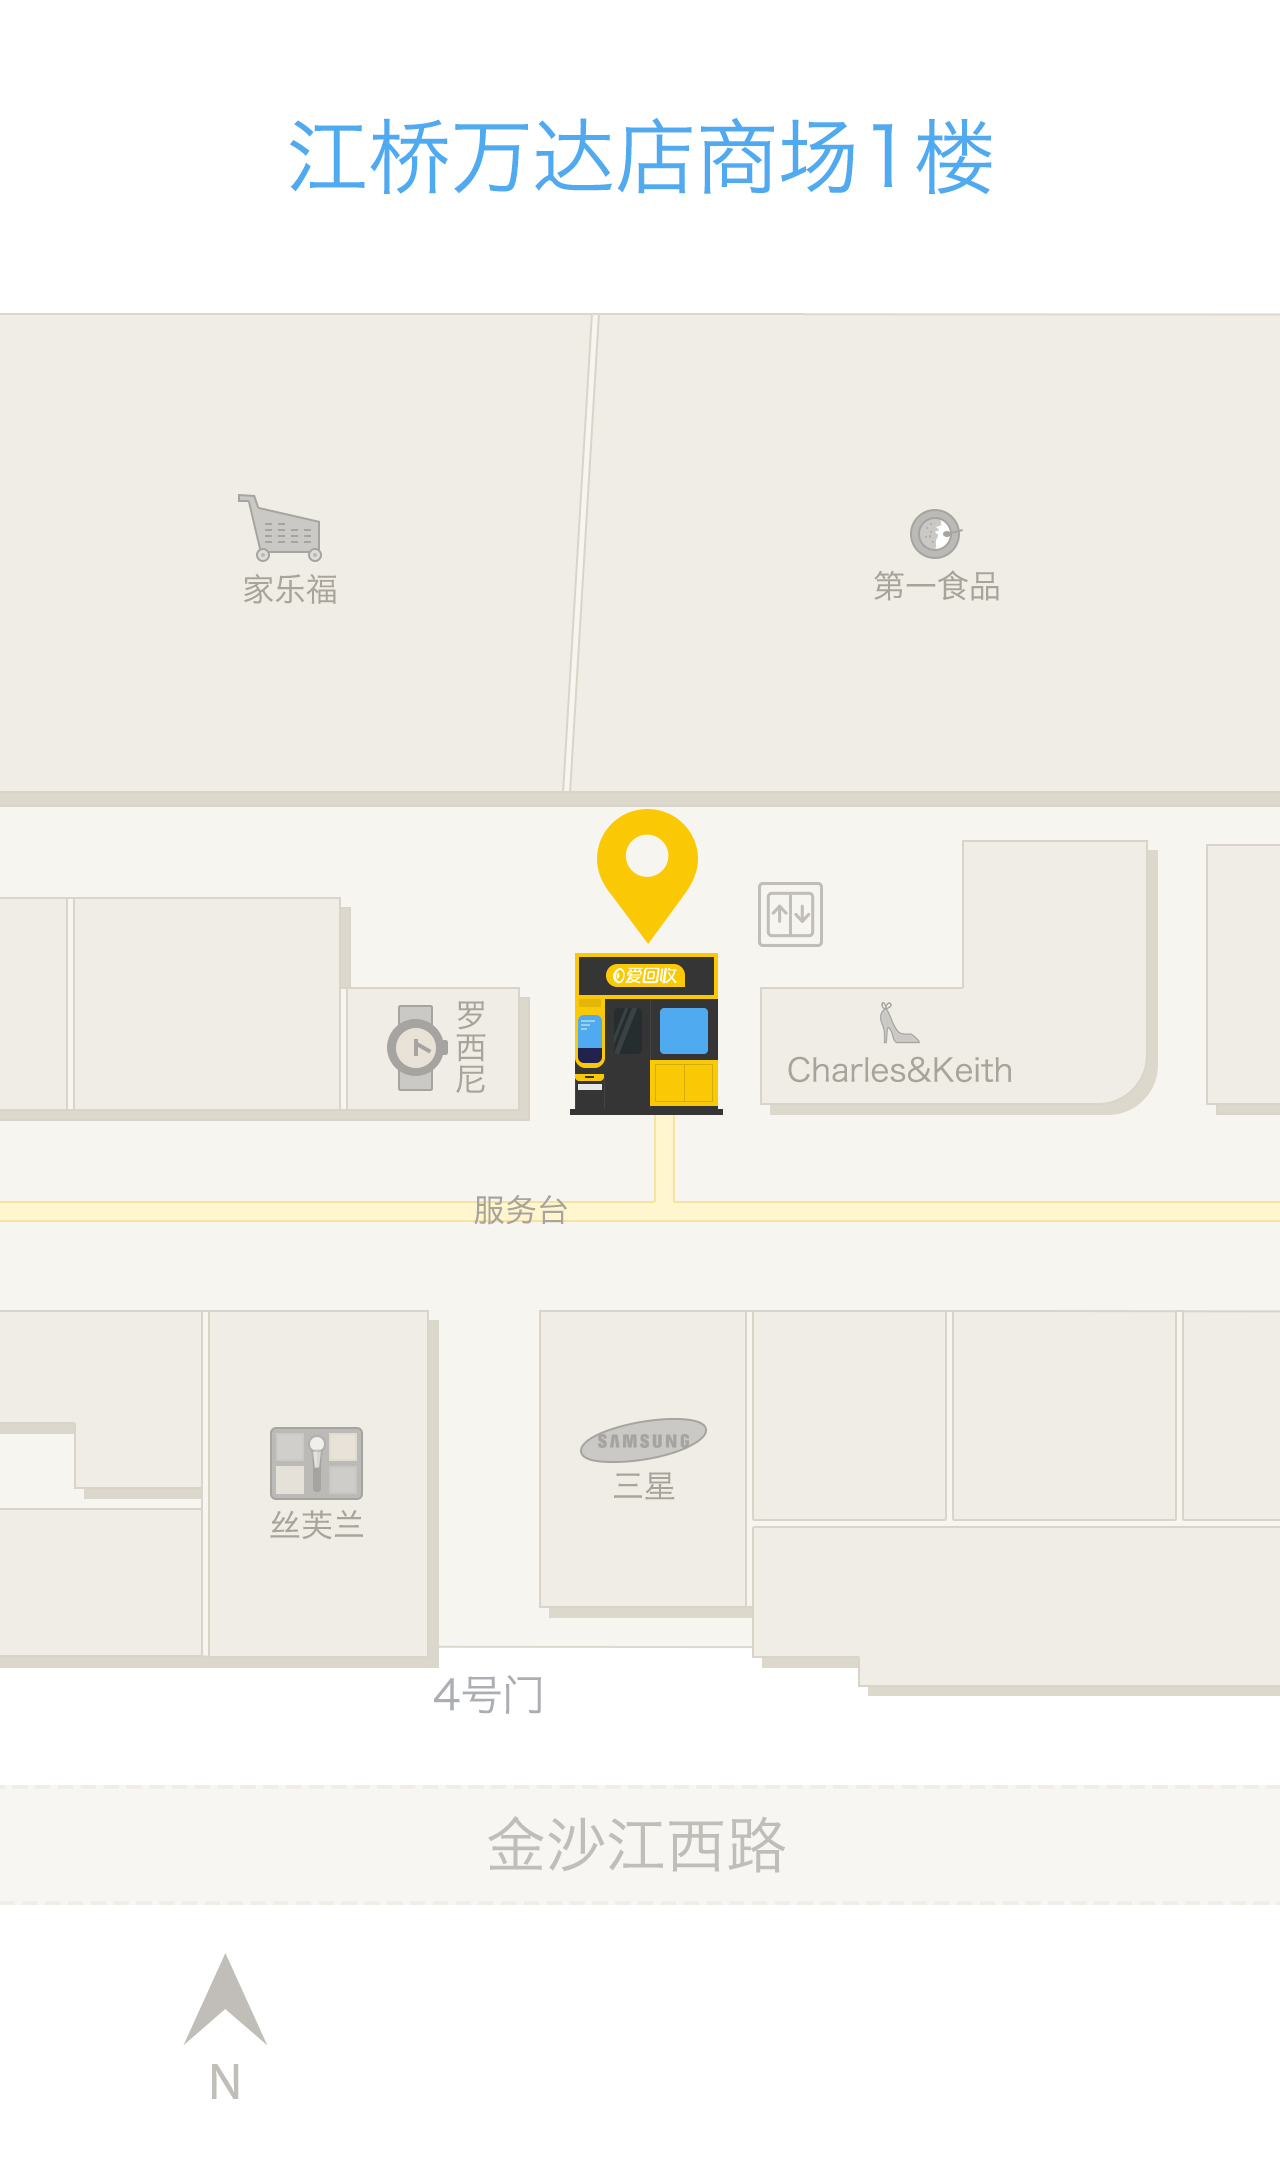 江桥万达店商场1楼
家乐福
第一食品
爱回收
罗西尼
Charles&Keith
服务台
SAMSUNG
三星
丝芙兰
4号门
金沙江西路
N